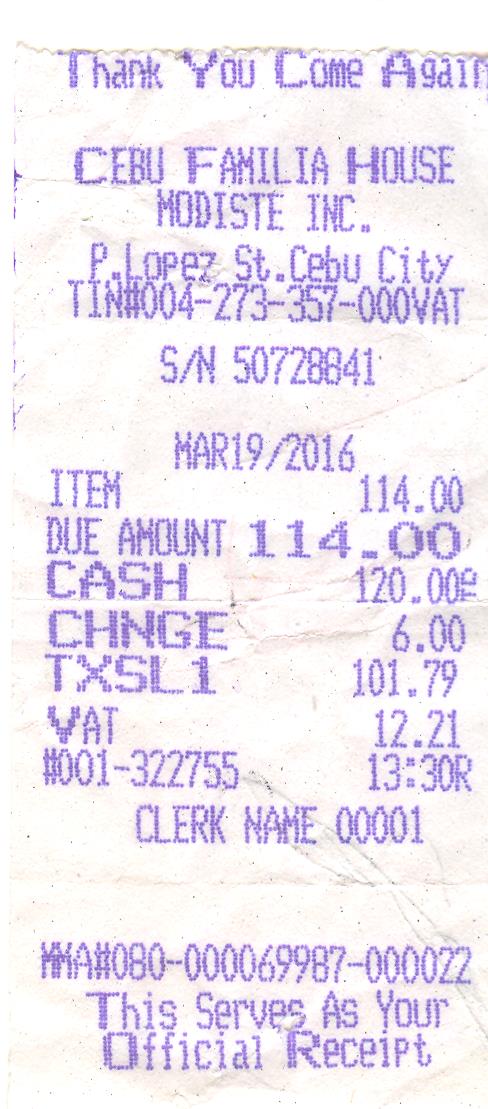 Thank You Come Again
CEBU FAMILIA HOUSE
MODISTE INC.
P.Lopez St.Cebu City
TIN#004-273-357-000VAT
S/N 50728841
MAR19/2016
ITEM 114.00
DUE AMOUNT 114.00
CASH 120.00@
CHNGE 6.00
TXSL1 101.79
VAT 12.21
#001-322755 13:30R
CLERK NAME 00001
MMA#080-000069987-000022
This Serves As Your
Official Receipt